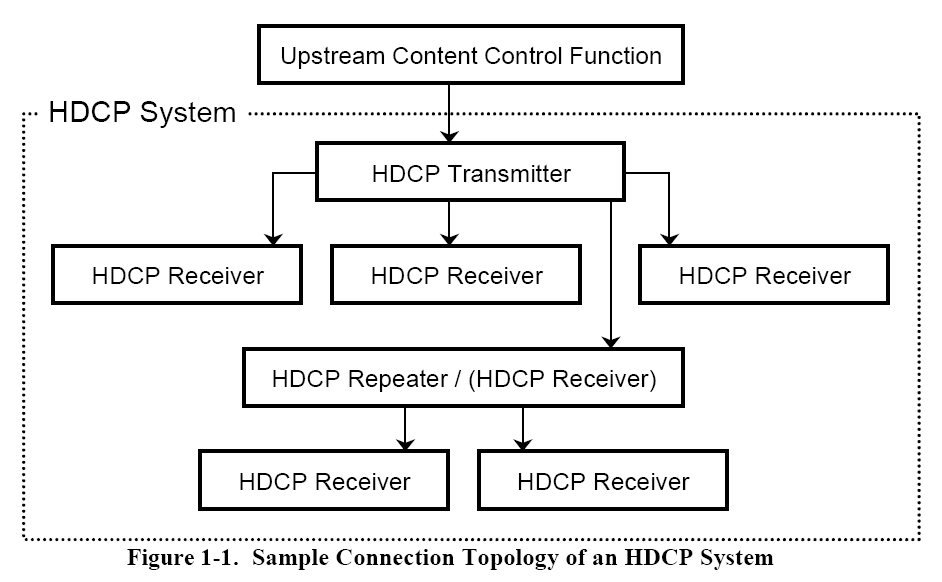 Upstream Content Control Function
HDCP System
HDCP Transmitter
HDCP Receiver
HDCP Receiver
HDCP Receiver
HDCP Repeater / (HDCP Receiver)
HDCP Receiver
HDCP Receiver
Figure 1-1. Sample Connection Topology of an HDCP System